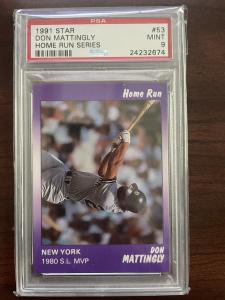 PSA
1991 STAR #53
DON MATTINGLY MINT
HOME RUN SERIES 9
24232674
Home Run
NEW YORK DON
1980 S.L. MVP MATTINGLY